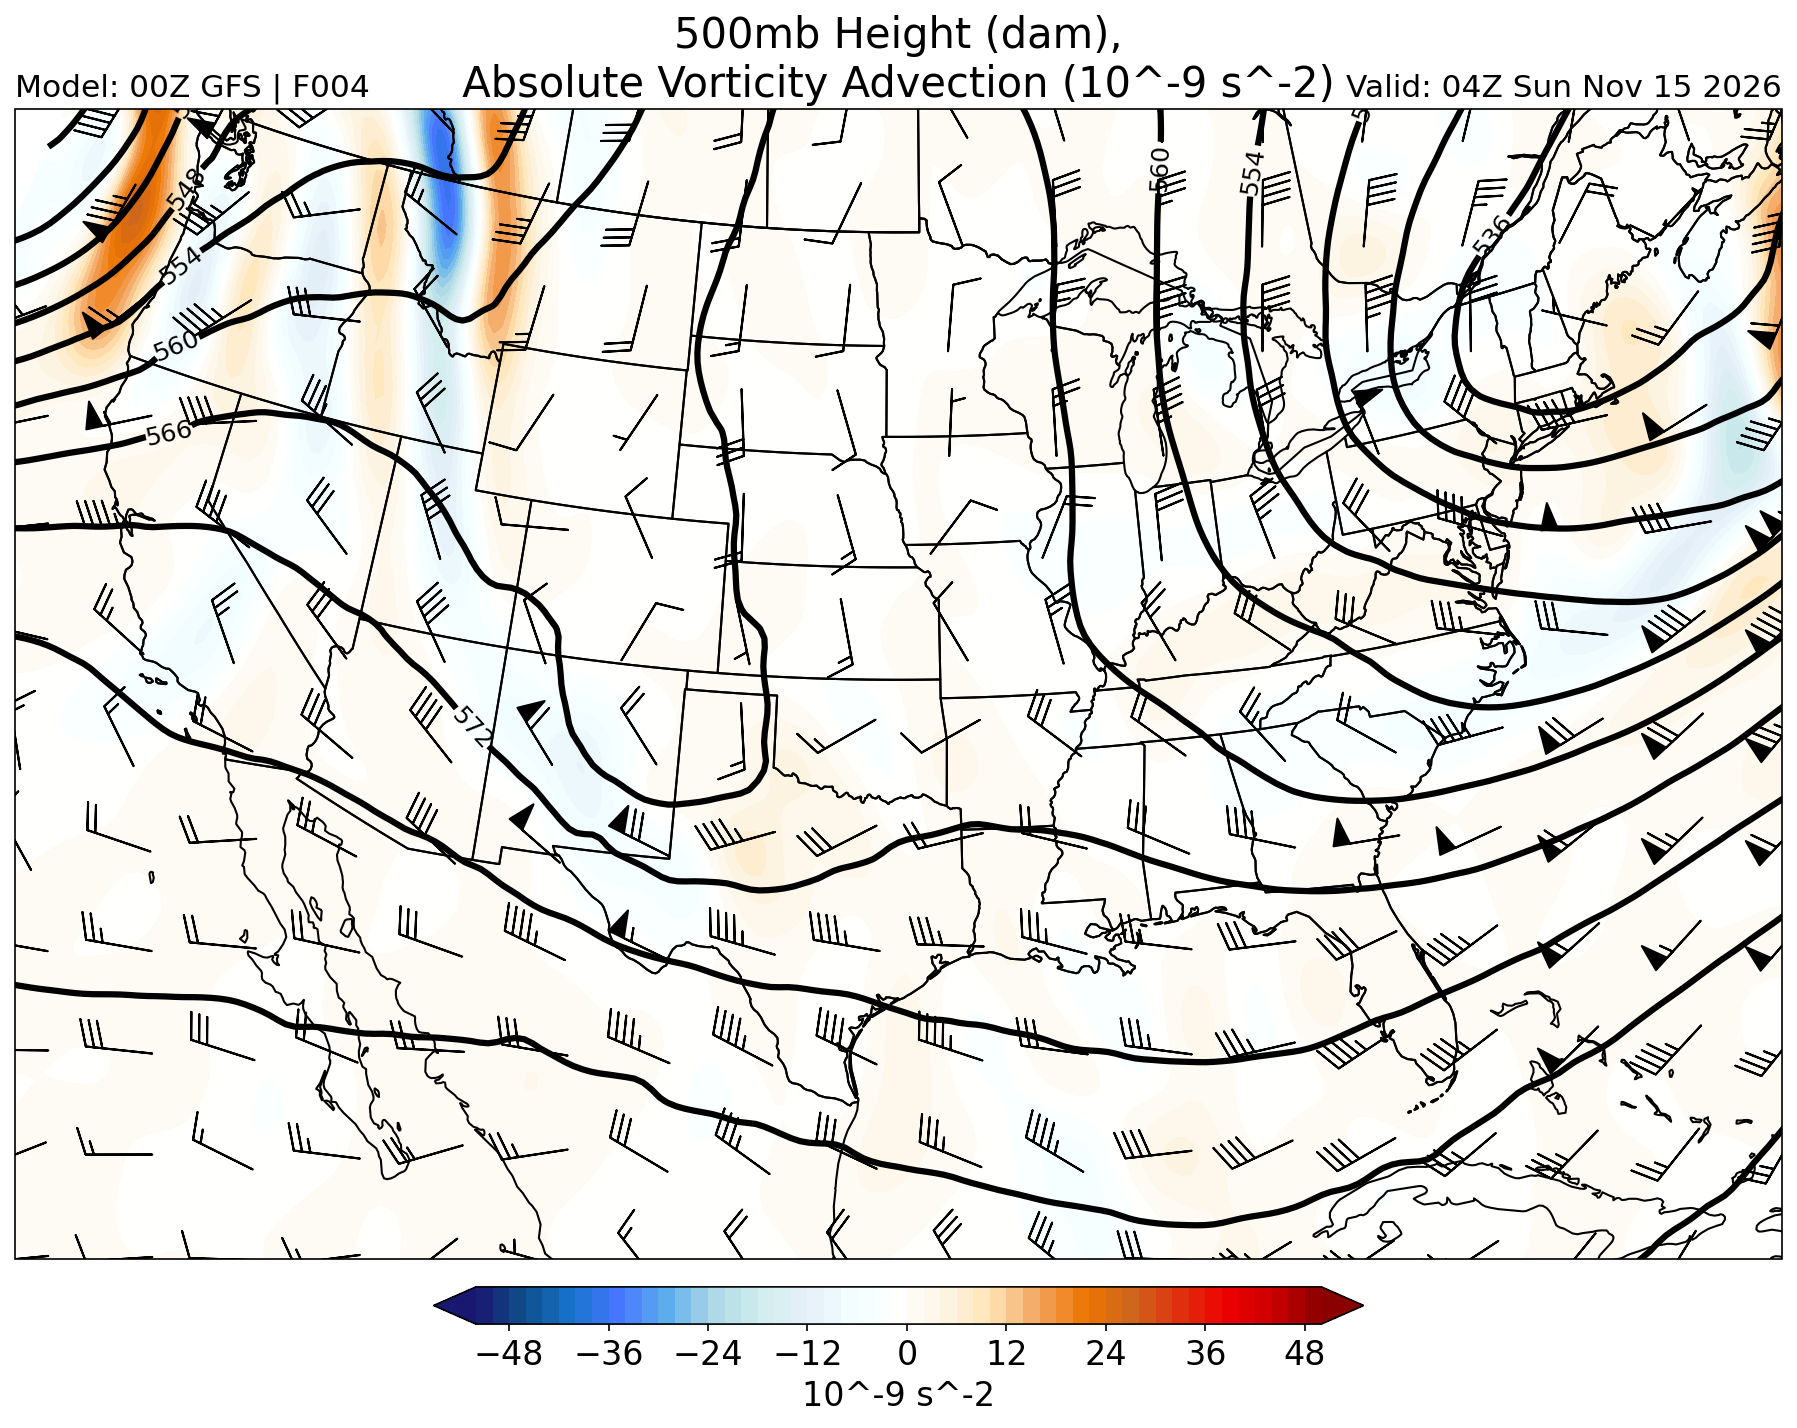 500mb Height (dam),
Model: 00Z GFS | F004
Absolute Vorticity Advection (10^-9 s^-2)
Valid: 04Z Sun Nov 15 2026
548
554
560
566
572
560
554
536
−48 −36 −24 −12 0 12 24 36 48
10^-9 s^-2